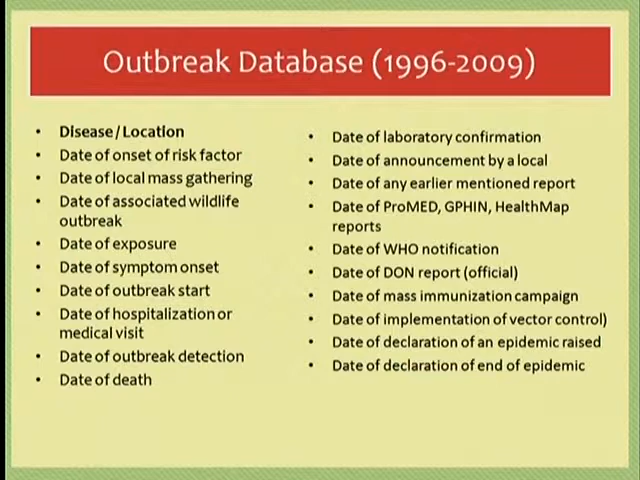 Outbreak Database (1996-2009)
• Disease/Location
• Date of onset of risk factor
• Date of local mass gathering
• Date of associated wildlife
outbreak
• Date of exposure
• Date of symptom onset
• Date of outbreak start
• Date of hospitalization or
medical visit
• Date of outbreak detection
• Date of death
• Date of laboratory confirmation
• Date of announcement by a local
• Date of any earlier mentioned report
• Date of ProMED, GPHIN, HealthMap
reports
• Date of WHO notification
• Date of DON report (official)
• Date of mass immunization campaign
• Date of implementation of vector control)
• Date of declaration of an epidemic raised
• Date of declaration of end of epidemic